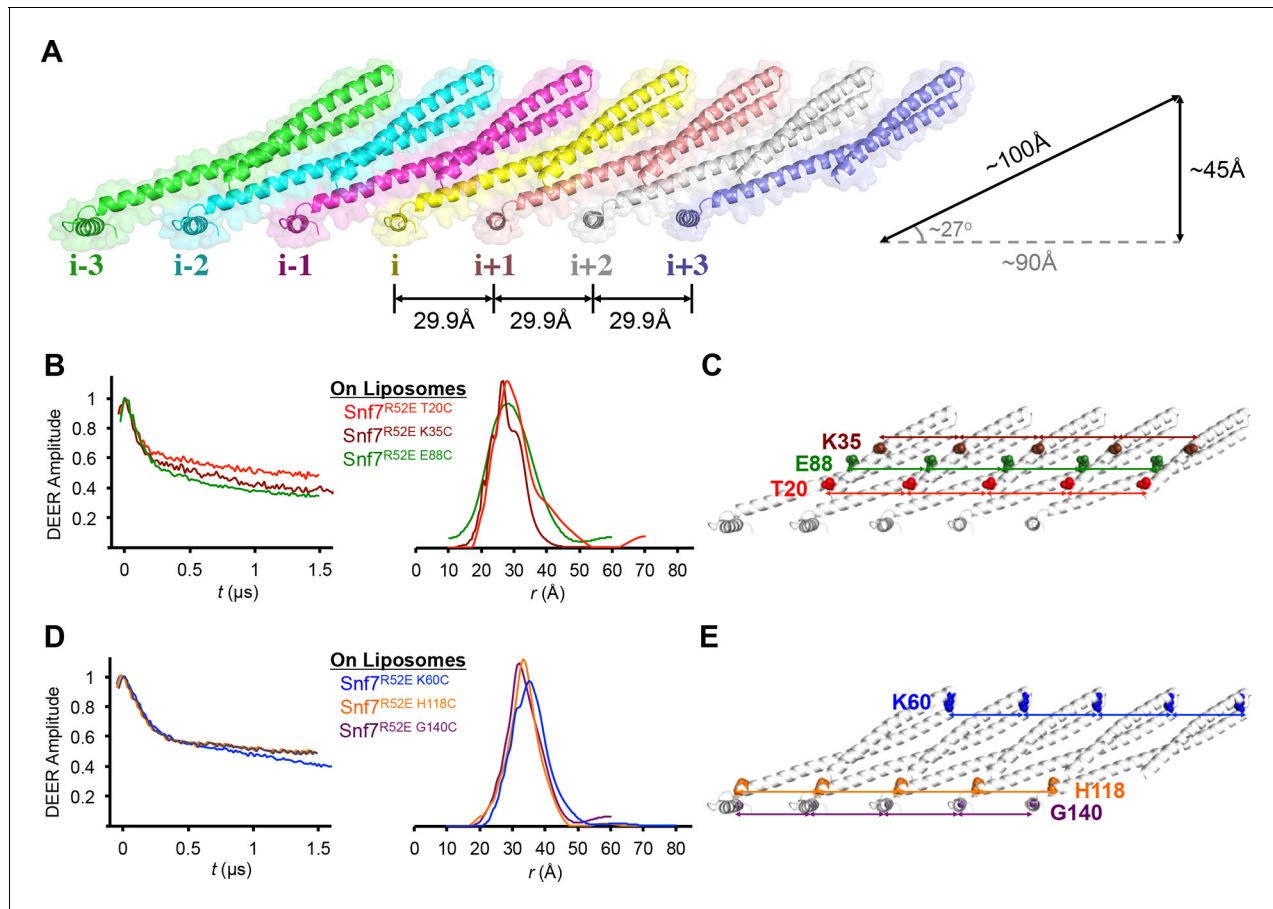 A
i-3
i-2
i-1
i
i+1
i+2
i+3
29.9Å
29.9Å
29.9Å
~100Å
~45Å
~27°
~90Å
B
DEER Amplitude
1
0.8
0.6
0.4
0.2
0
0.5
1.0
1.5
t (µs)
On Liposomes
Snf7R52E T20C
Snf7R52E K35C
Snf7R52E E88C
0
10
20
30
40
50
60
70
80
r (Å)
C
K35
E88
T20
D
DEER Amplitude
1
0.8
0.6
0.4
0.2
0
0.5
1.0
1.5
t (µs)
On Liposomes
Snf7R52E K60C
Snf7R52E H118C
Snf7R52E G140C
0
10
20
30
40
50
60
70
80
r (Å)
E
K60
H118
G140